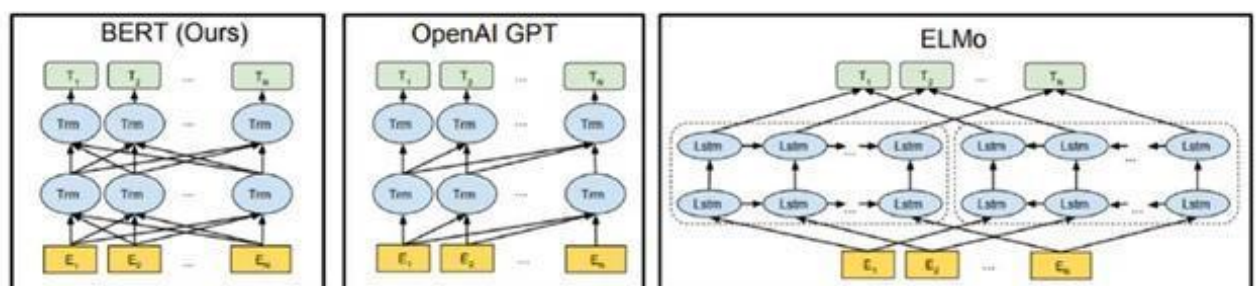 BERT (Ours)
T₁ T₂ ... Tₙ
Trm Trm ... Trm
Trm Trm ... Trm
E₁ E₂ ... Eₙ
OpenAI GPT
T₁ T₂ ... Tₙ
Trm Trm ... Trm
Trm Trm ... Trm
E₁ E₂ ... Eₙ
ELMo
T₁ T₂ ... Tₙ
Lstm Lstm ... Lstm Lstm Lstm ... Lstm
Lstm Lstm ... Lstm Lstm Lstm ... Lstm
E₁ E₂ ... Eₙ